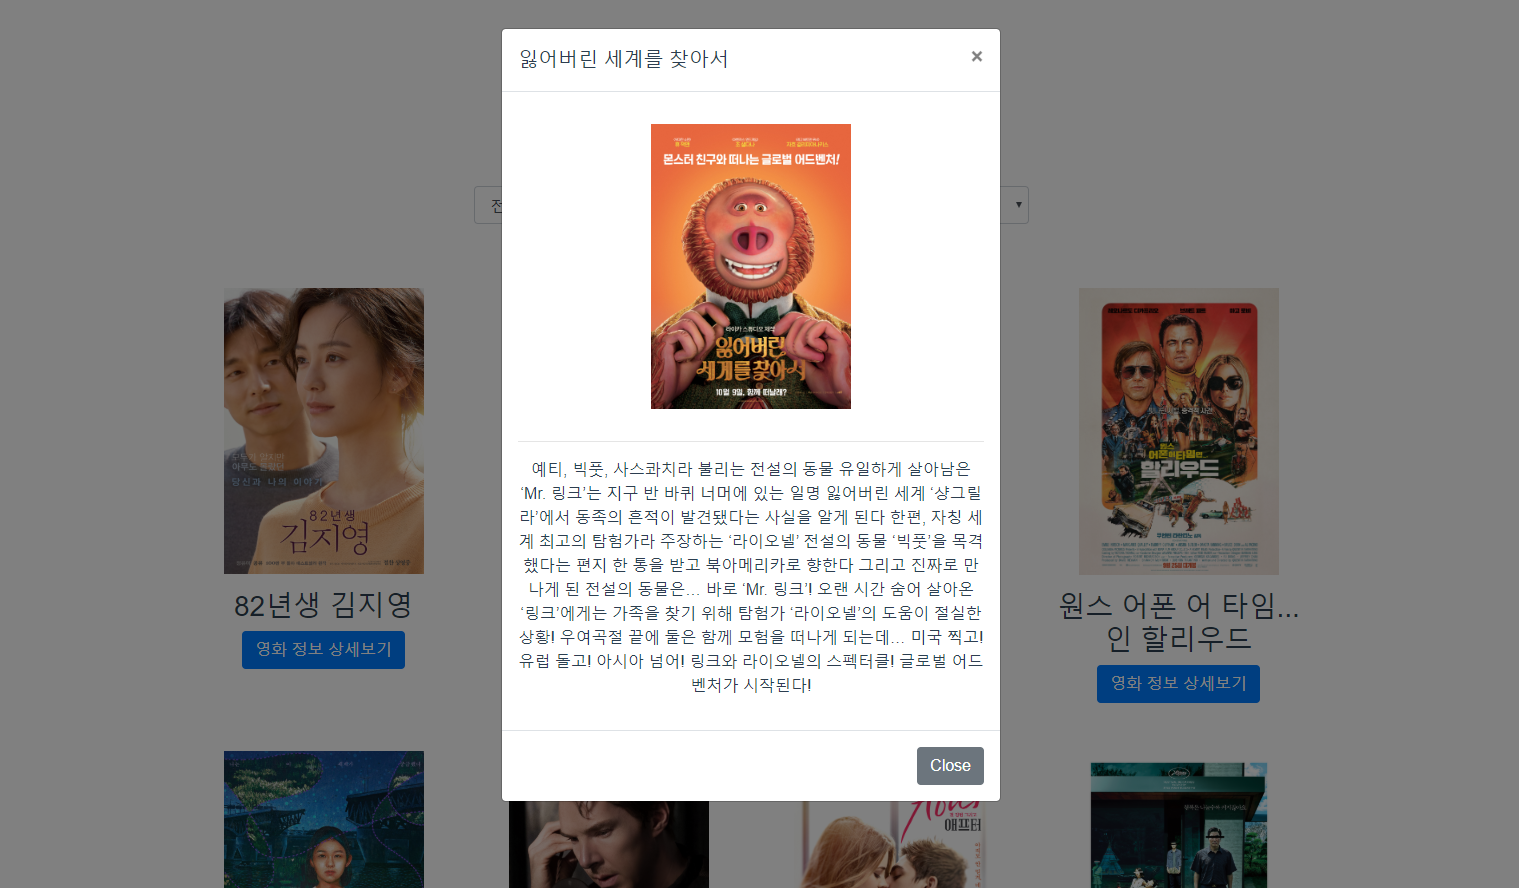 잃어버린 세계를 찾아서
×
몬스터 친구와 떠나는 글로벌 어드벤처!
라이카 스튜디오 제작
잃어버린
세계를 찾아서
10월 9일, 함께 떠날래?
예티, 빅풋, 사스콰치라 불리는 전설의 동물 유일하게 살아남은
‘Mr. 링크’는 지구 반 바퀴 너머에 있는 일명 잃어버린 세계 ‘샹그릴
라’에서 동족의 흔적이 발견됐다는 사실을 알게 된다 한편, 자칭 세
계 최고의 탐험가라 주장하는 ‘라이오넬’ 전설의 동물 ‘빅풋’을 목격
했다는 편지 한 통을 받고 북아메리카로 향한다 그리고 진짜로 만
나게 된 전설의 동물은… 바로 ‘Mr. 링크’! 오랜 시간 숨어 살아온
‘링크’에게는 가족을 찾기 위해 탐험가 ‘라이오넬’의 도움이 절실한
상황! 우여곡절 끝에 둘은 함께 모험을 떠나게 되는데… 미국 찍고!
유럽 돌고! 아시아 넘어! 링크와 라이오넬의 스펙터클! 글로벌 어드
벤처가 시작된다!
Close
당신과 나의 이야기
82년생
김지영
82년생 김지영
영화 정보 상세보기
원스
어폰 어 타임 인
할리우드
원스 어폰 어 타임…
인 할리우드
영화 정보 상세보기
애프터